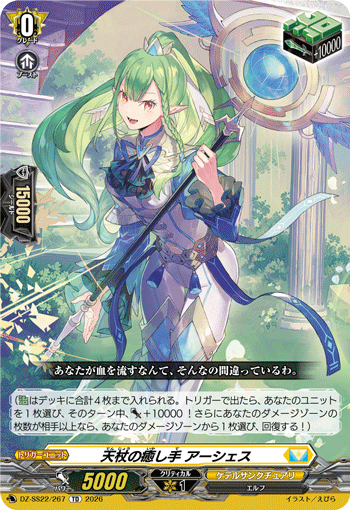 0
グレード
ブースト
治
+10000
15000
シールド
あなたが血を流すなんて、そんなの間違っているわ。
(治はデッキに合計4枚まで入れられる。トリガーで出たら、あなたのユニット
を1枚選び、そのターン中、+10000！さらにあなたのダメージゾーンの
枚数が相手以上なら、あなたのダメージゾーンから1枚選び、回復する！)
トリガーユニット
天杖の癒し手 アーシェス
パワー
5000
クリティカル
1
ケテルサンクチュアリ
エルフ
DZ-SS22/267 TD 2026
イラスト/えびら